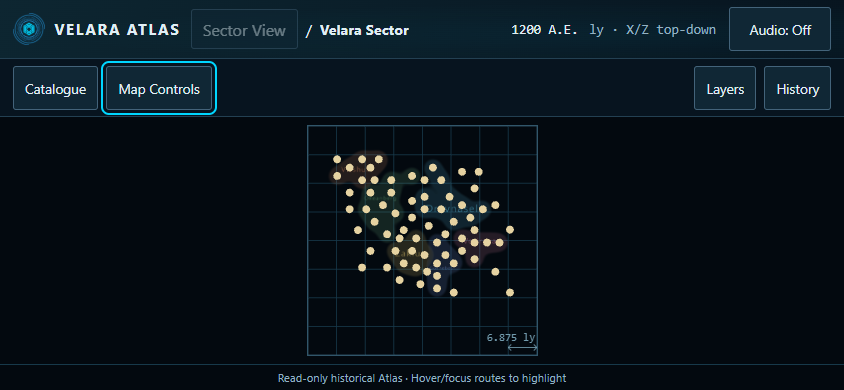 VELARA ATLAS Sector View / Velara Sector 1200 A.E. ly · X/Z top-down Audio: Off
Catalogue Map Controls Layers History
6.875 ly
Read-only historical Atlas · Hover/focus routes to highlight